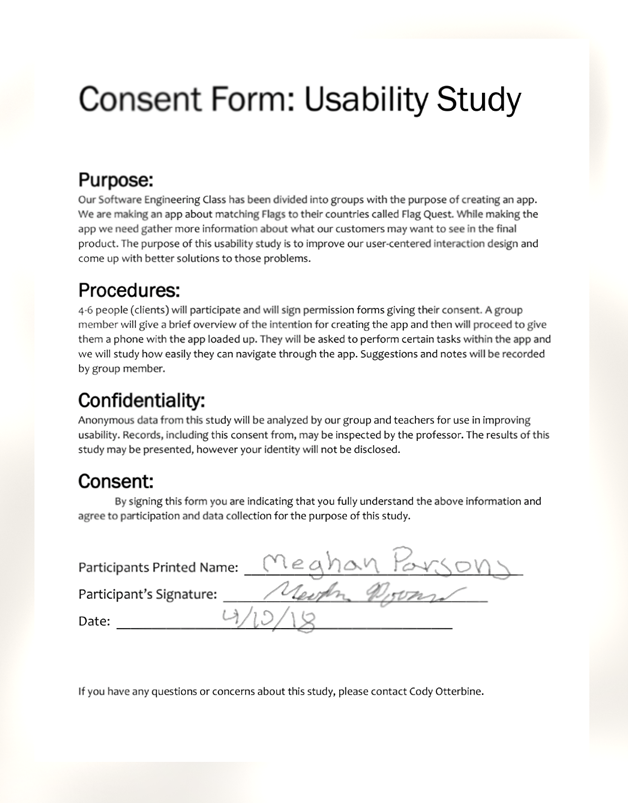 Consent Form: Usability Study
Purpose:
Our Software Engineering Class has been divided into groups with the purpose of creating an app.
We are making an app about matching Flags to their countries called Flag Quest. While making the
app we need gather more information about what our customers may want to see in the final
product. The purpose of this usability study is to improve our user-centered interaction design and
come up with better solutions to those problems.
Procedures:
4-6 people (clients) will participate and will sign permission forms giving their consent. A group
member will give a brief overview of the intention for creating the app and then will proceed to give
them a phone with the app loaded up. They will be asked to perform certain tasks within the app and
we will study how easily they can navigate through the app. Suggestions and notes will be recorded
by group member.
Confidentiality:
Anonymous data from this study will be analyzed by our group and teachers for use in improving
usability. Records, including this consent from, may be inspected by the professor. The results of this
study may be presented, however your identity will not be disclosed.
Consent:
By signing this form you are indicating that you fully understand the above information and
agree to participation and data collection for the purpose of this study.
Participants Printed Name: Meghan Parsons
Participant's Signature:
Date: 4/12/18
If you have any questions or concerns about this study, please contact Cody Otterbine.